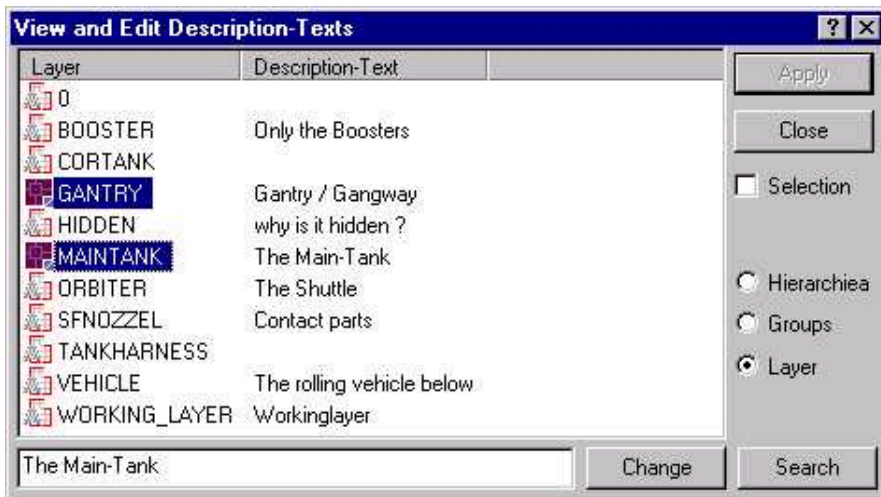 View and Edit Description-Texts
Layer Description-Text
Apply
0
BOOSTER Only the Boosters
Close
CORTANK
GANTRY Gantry / Gangway
Selection
HIDDEN why is it hidden ?
MAINTANK The Main-Tank
ORBITER The Shuttle
Hierarchiea
SFNOZZEL Contact parts
Groups
TANKHARNESS
Layer
VEHICLE The rolling vehicle below
WORKING_LAYER Workinglayer
The Main-Tank Change Search